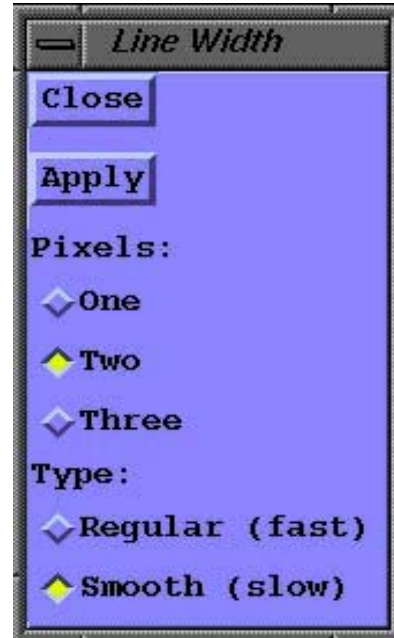 Line Width
Close
Apply
Pixels:
One
Two
Three
Type:
Regular (fast)
Smooth (slow)